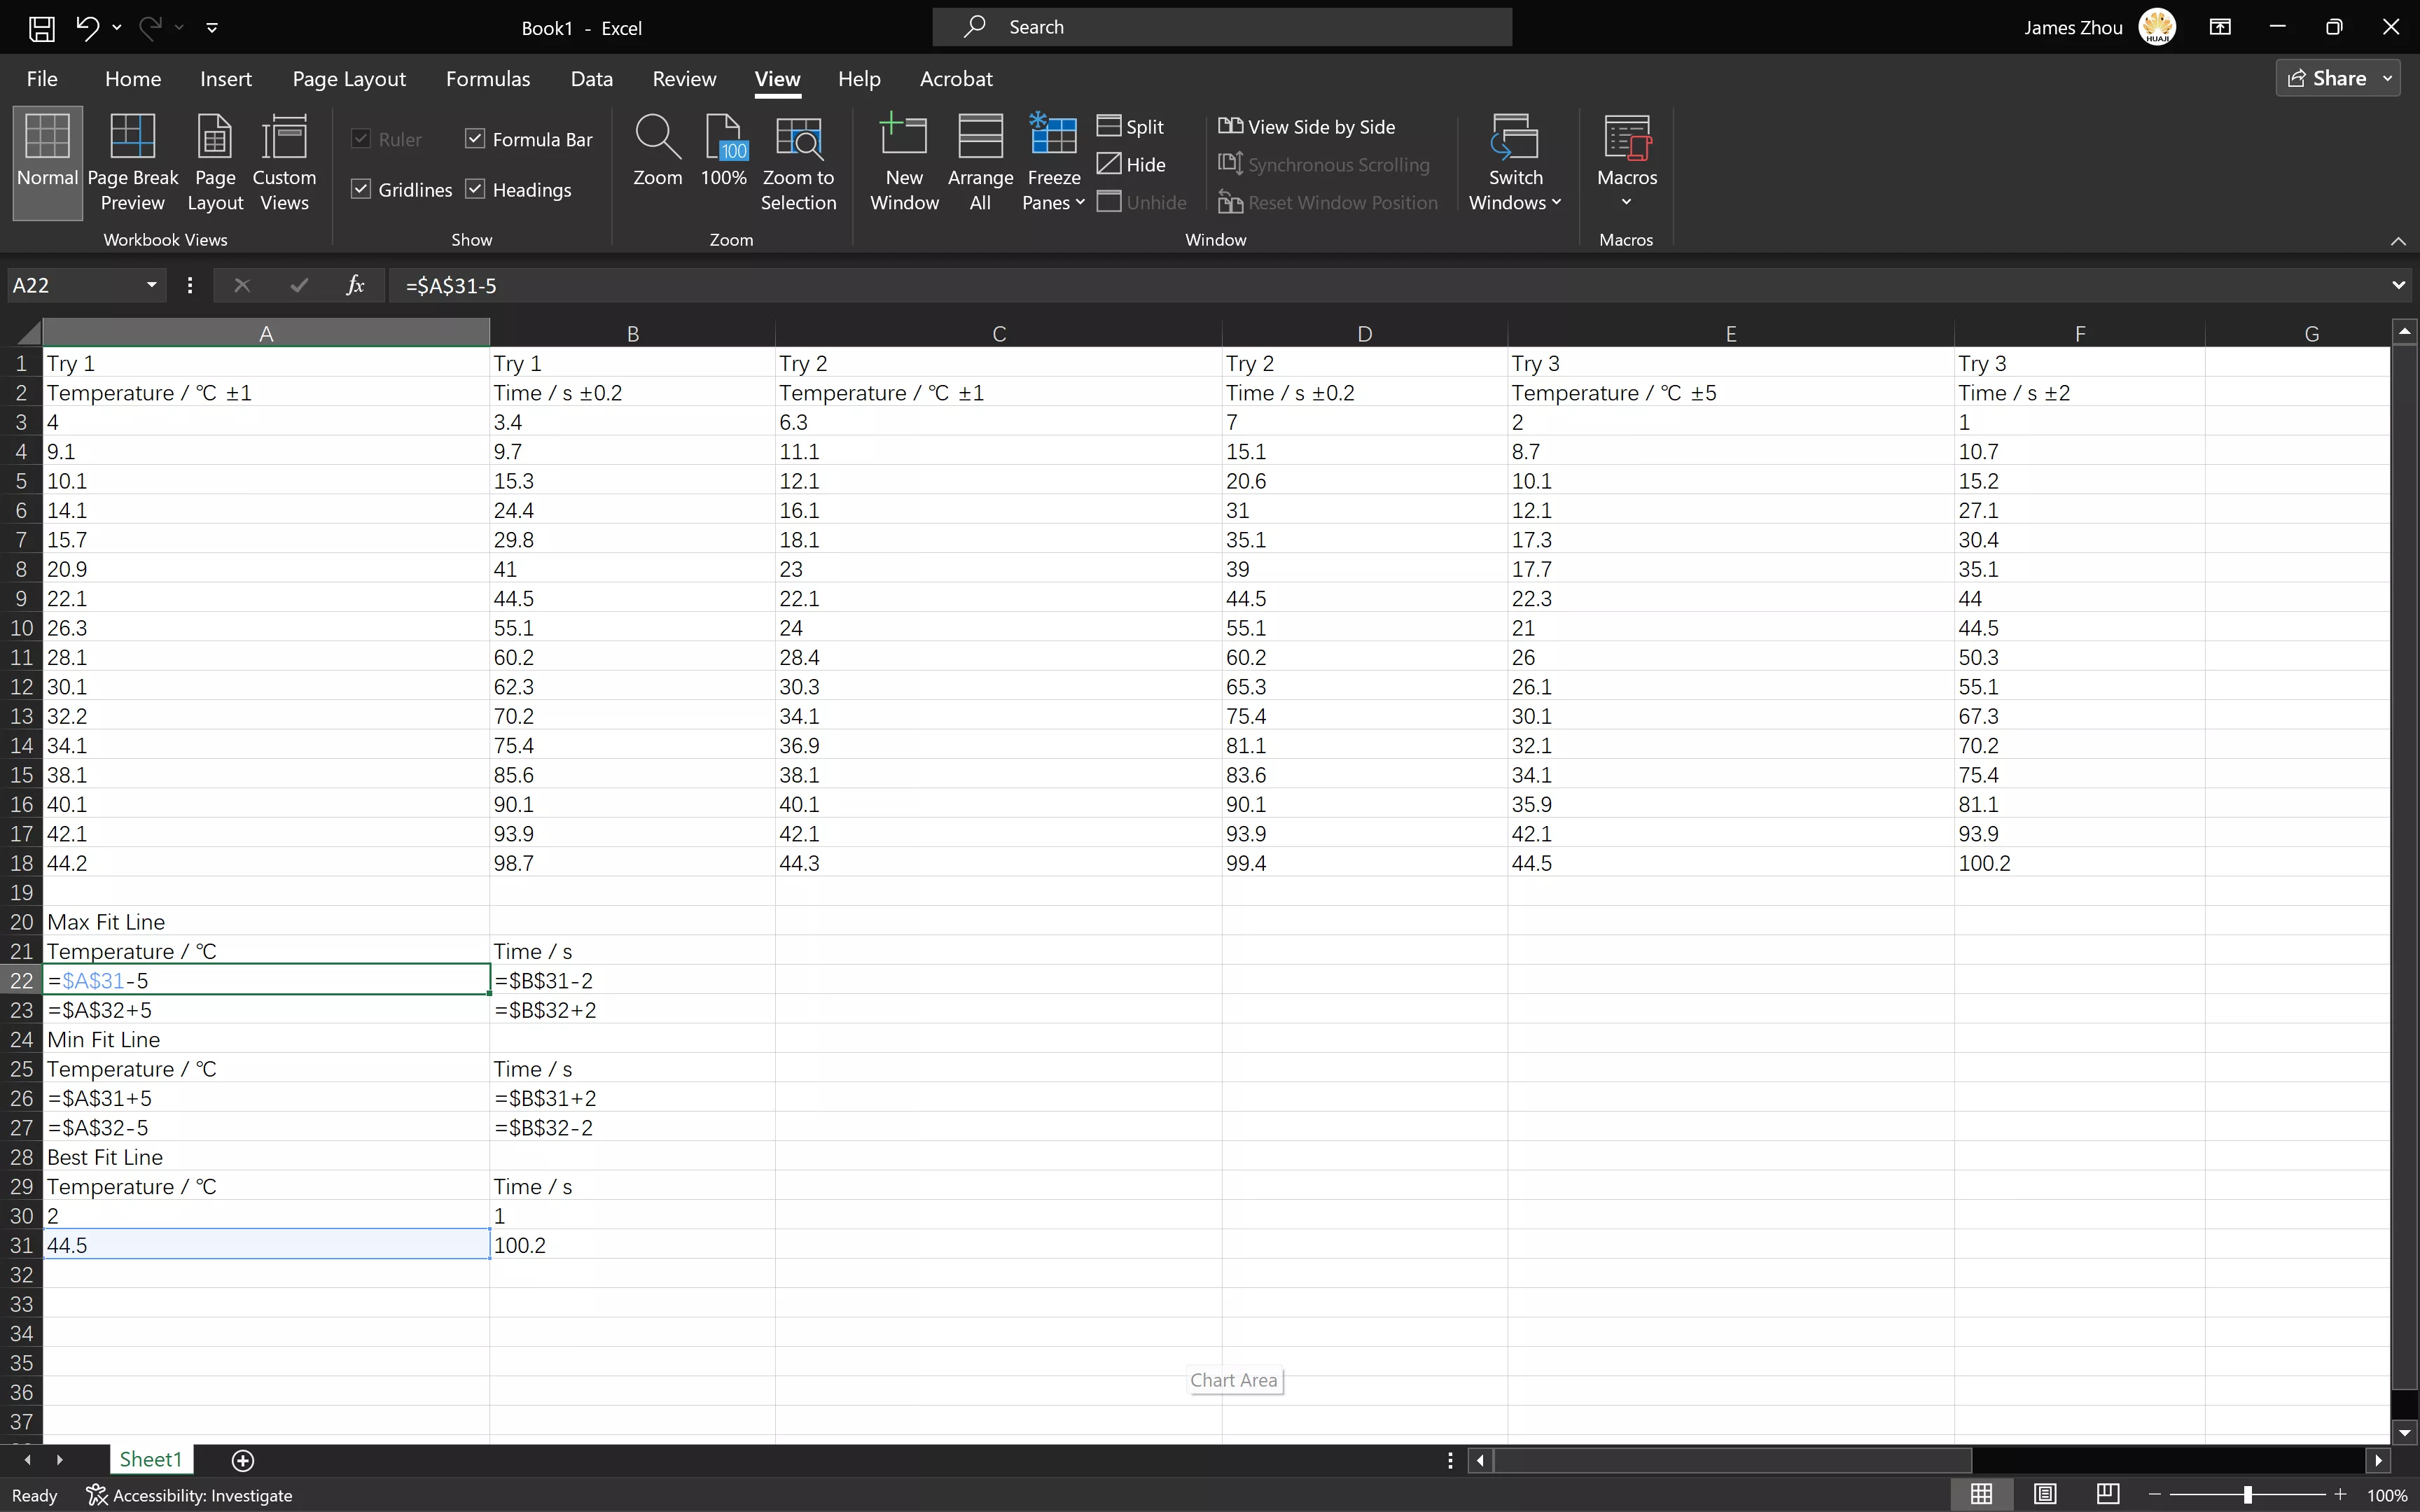 Book1 - Excel
Search
James Zhou
HUAJI
File Home Insert Page Layout Formulas Data Review View Help Acrobat
Share
Normal
Page Break Preview
Page Layout
Custom Views
Workbook Views
Ruler
Formula Bar
Gridlines
Headings
Show
Zoom
100
100%
Zoom to Selection
Zoom
New Window
Arrange All
Freeze Panes
Split
Hide
Unhide
View Side by Side
Synchronous Scrolling
Reset Window Position
Switch Windows
Window
Macros
Macros
A22
fx
=$A$31-5
A B C D E F G
1 Try 1 Try 1 Try 2 Try 2 Try 3 Try 3
2 Temperature / ℃ ±1 Time / s ±0.2 Temperature / ℃ ±1 Time / s ±0.2 Temperature / ℃ ±5 Time / s ±2
3 4 3.4 6.3 7 2 1
4 9.1 9.7 11.1 15.1 8.7 10.7
5 10.1 15.3 12.1 20.6 10.1 15.2
6 14.1 24.4 16.1 31 12.1 27.1
7 15.7 29.8 18.1 35.1 17.3 30.4
8 20.9 41 23 39 17.7 35.1
9 22.1 44.5 22.1 44.5 22.3 44
10 26.3 55.1 24 55.1 21 44.5
11 28.1 60.2 28.4 60.2 26 50.3
12 30.1 62.3 30.3 65.3 26.1 55.1
13 32.2 70.2 34.1 75.4 30.1 67.3
14 34.1 75.4 36.9 81.1 32.1 70.2
15 38.1 85.6 38.1 83.6 34.1 75.4
16 40.1 90.1 40.1 90.1 35.9 81.1
17 42.1 93.9 42.1 93.9 42.1 93.9
18 44.2 98.7 44.3 99.4 44.5 100.2
19
20 Max Fit Line
21 Temperature / ℃ Time / s
22 =$A$31-5 =$B$31-2
23 =$A$32+5 =$B$32+2
24 Min Fit Line
25 Temperature / ℃ Time / s
26 =$A$31+5 =$B$31+2
27 =$A$32-5 =$B$32-2
28 Best Fit Line
29 Temperature / ℃ Time / s
30 2 1
31 44.5 100.2
32
33
34
35
36
37
Chart Area
Sheet1
Ready
Accessibility: Investigate
100%